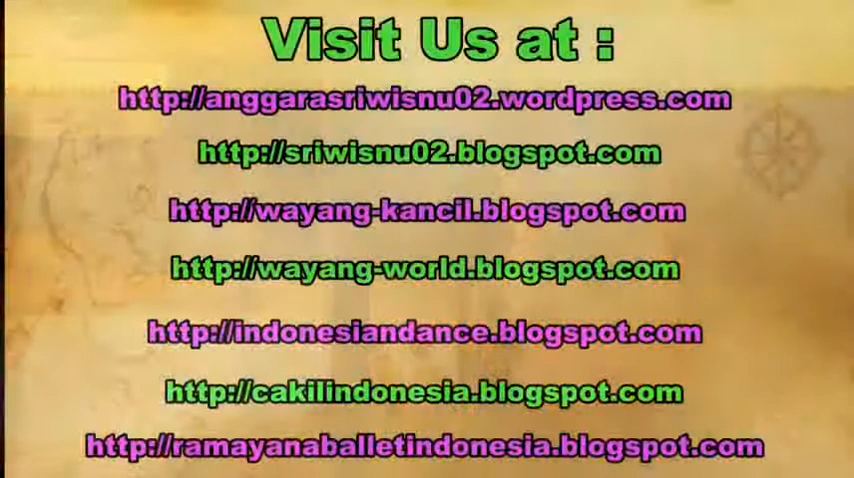 Visit Us at :
http://anggarasriwisnu02.wordpress.com
http://sriwisnu02.blogspot.com
http://wayang-kancil.blogspot.com
http://wayang-world.blogspot.com
http://indonesiandance.blogspot.com
http://cakilindonesia.blogspot.com
http://ramayanaballetindonesia.blogspot.com